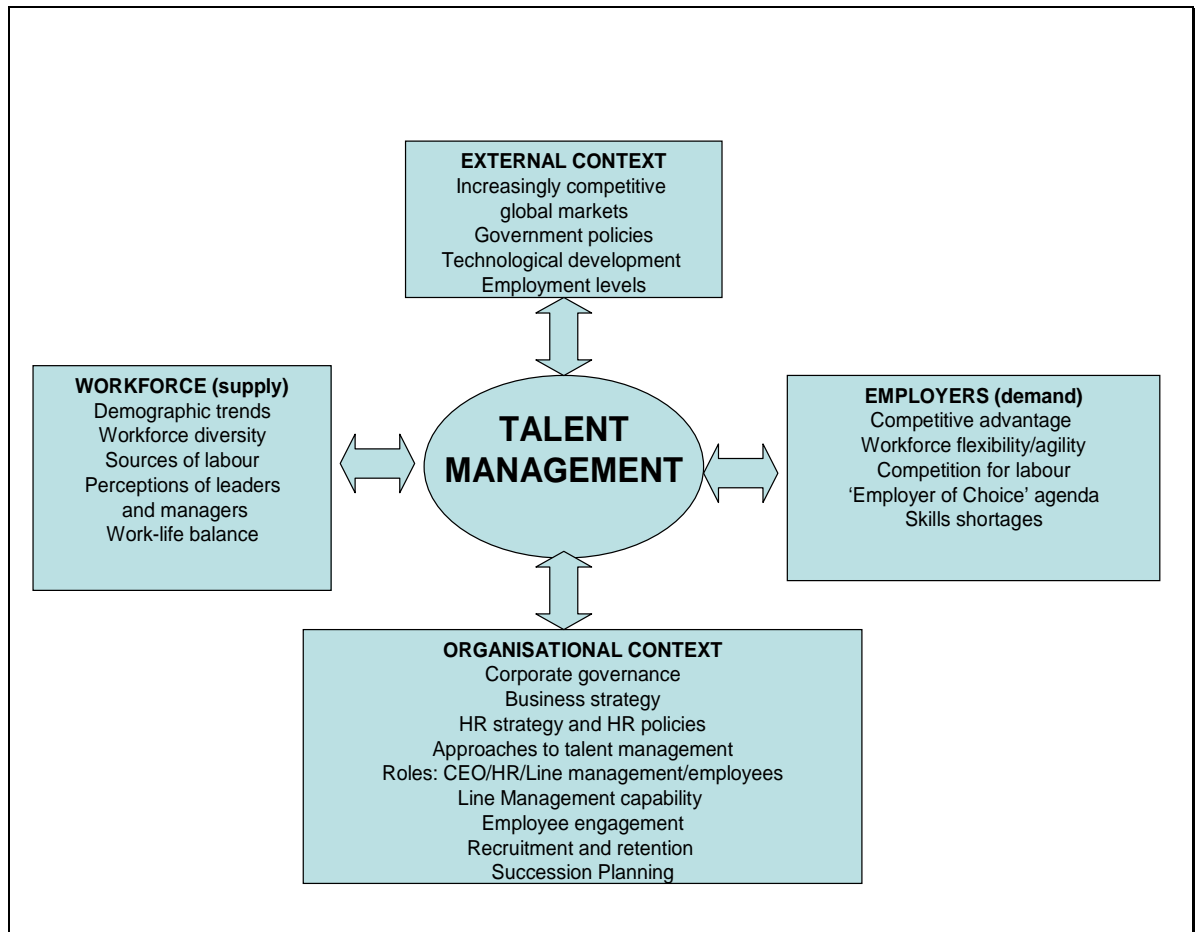 EXTERNAL CONTEXT
Increasingly competitive
global markets
Government policies
Technological development
Employment levels
WORKFORCE (supply)
Demographic trends
Workforce diversity
Sources of labour
Perceptions of leaders
and managers
Work-life balance
TALENT
MANAGEMENT
EMPLOYERS (demand)
Competitive advantage
Workforce flexibility/agility
Competition for labour
‘Employer of Choice’ agenda
Skills shortages
ORGANISATIONAL CONTEXT
Corporate governance
Business strategy
HR strategy and HR policies
Approaches to talent management
Roles: CEO/HR/Line management/employees
Line Management capability
Employee engagement
Recruitment and retention
Succession Planning